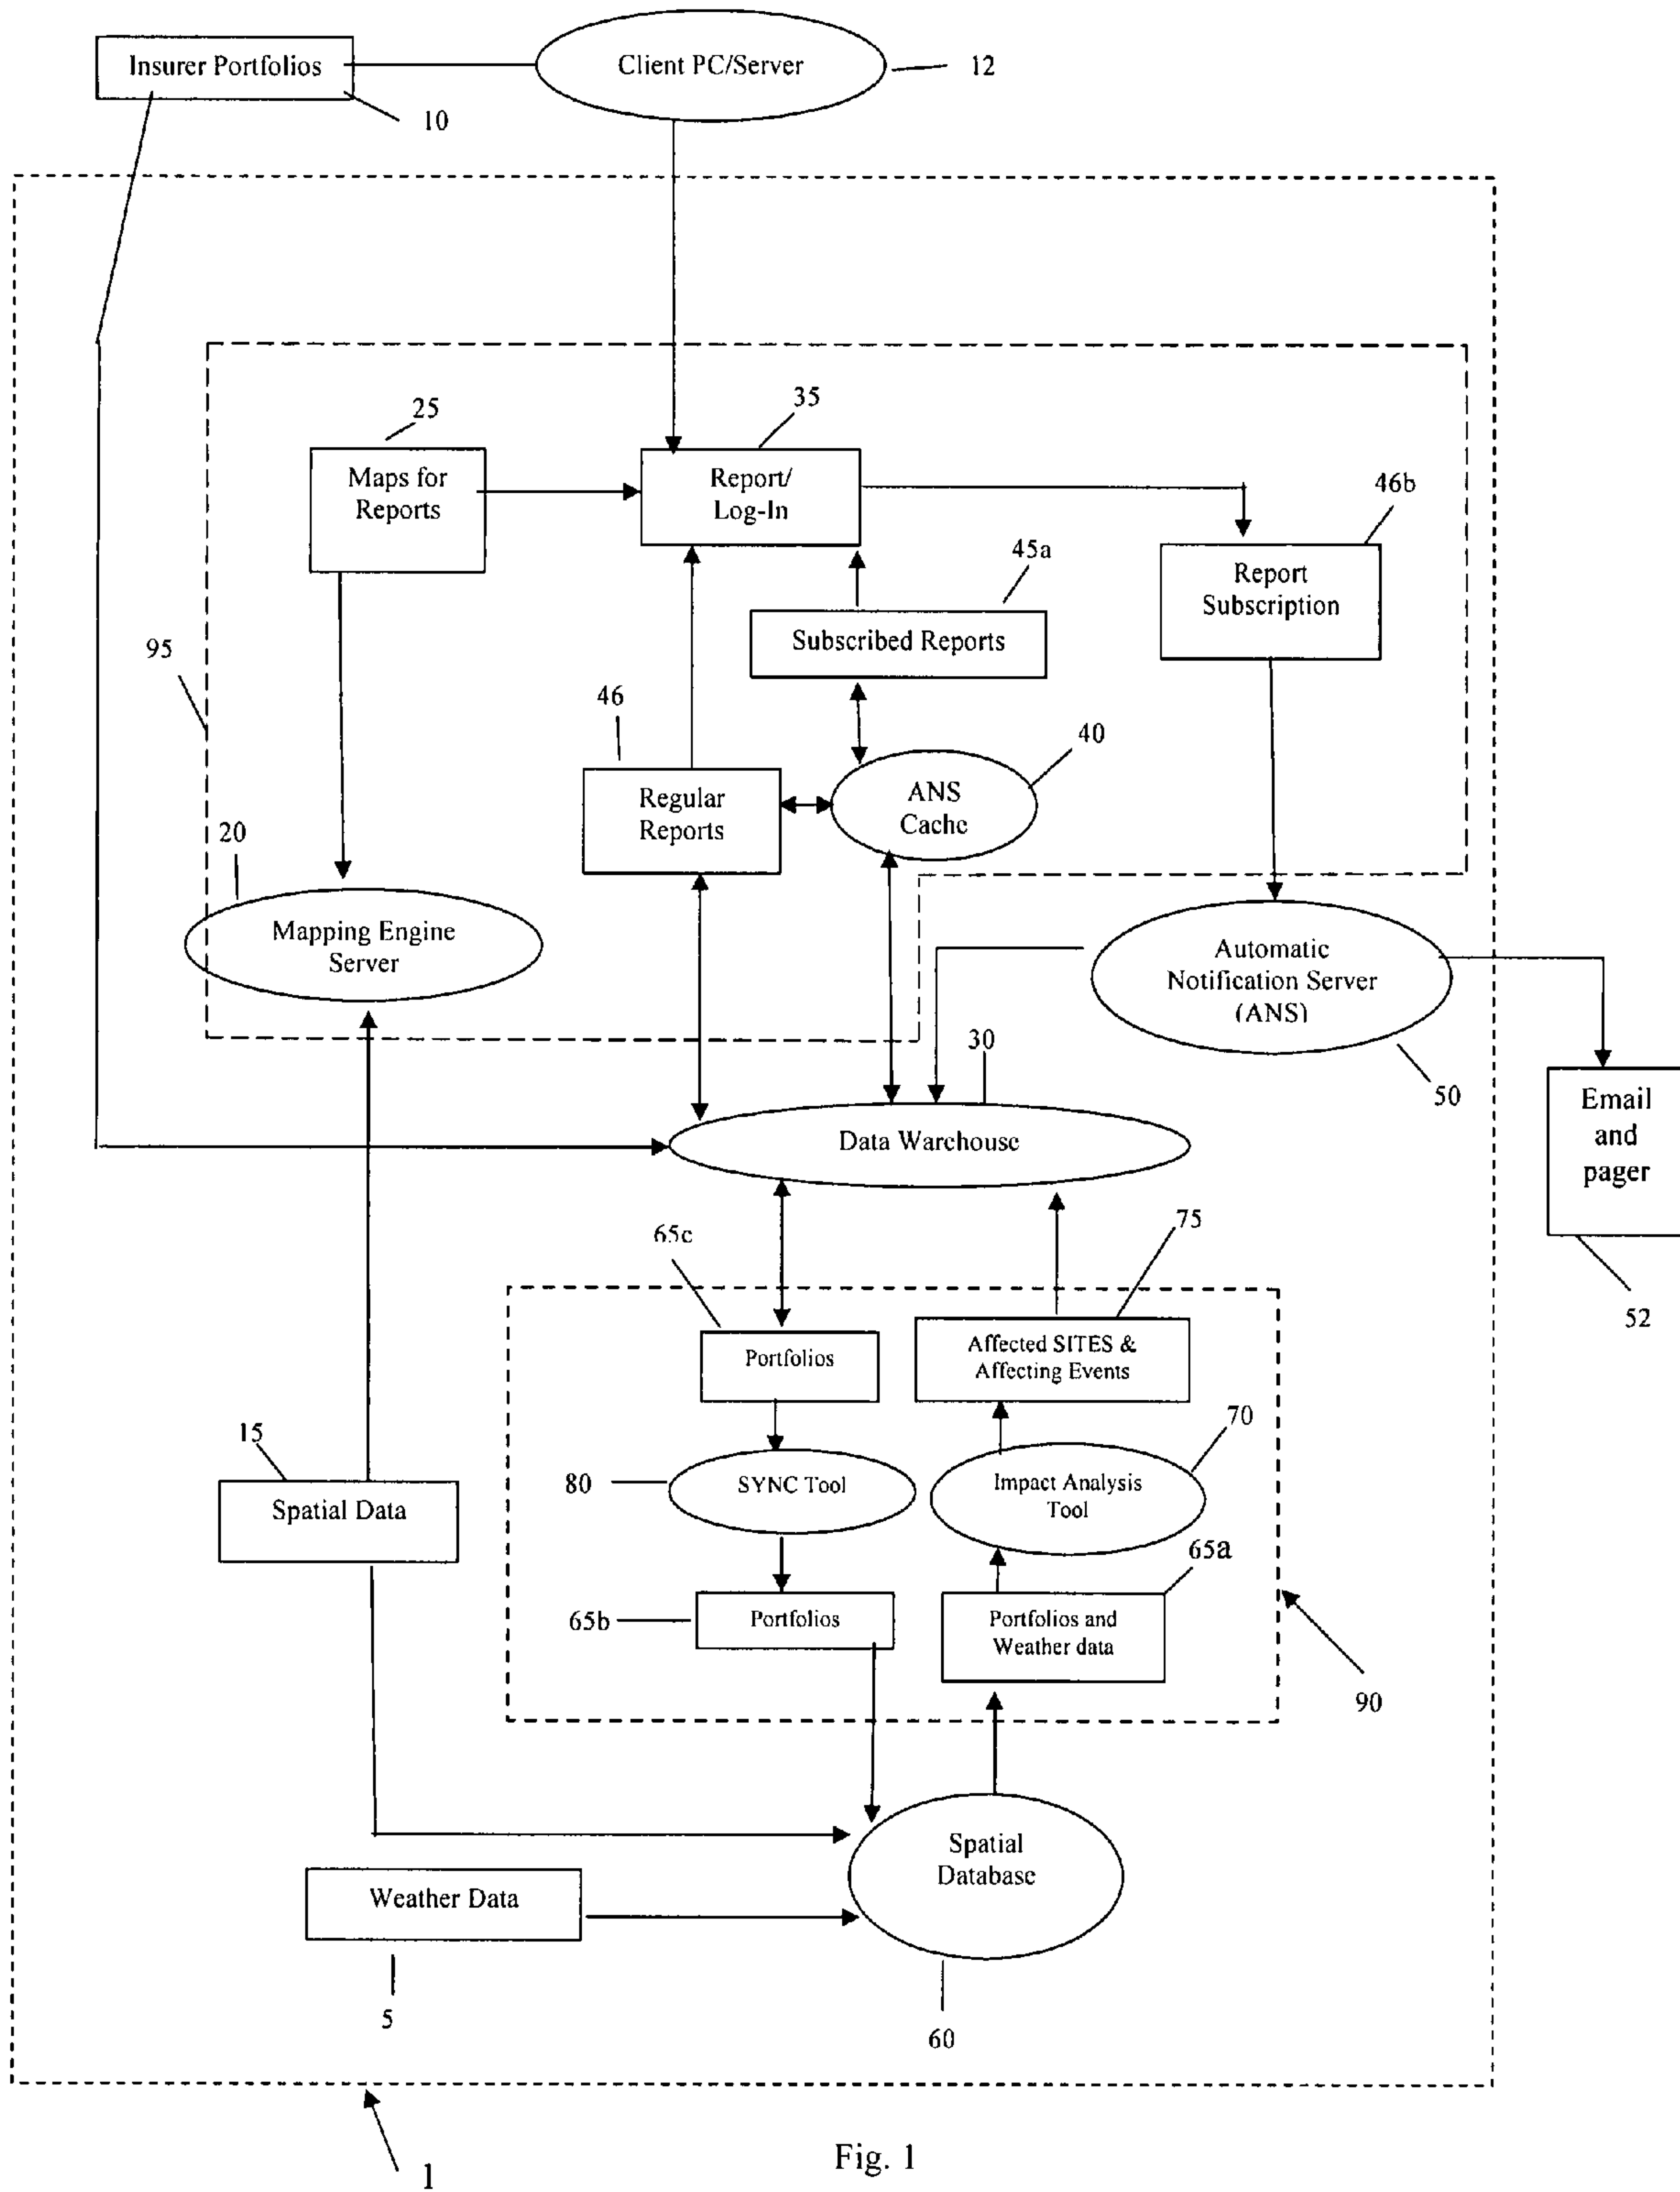 Insurer Portfolios
Client PC/Server
12
10
35
25
Maps for
Reports
Report/
Log-In
46b
45a
Report
Subscription
95
Subscribed Reports
46
40
Regular
Reports
ANS
Cache
20
Mapping Engine
Server
Automatic
Notification Server
(ANS)
30
50
Email
and
pager
Data Warehouse
75
65c
52
Affected SITES &
Affecting Events
Portfolios
15
70
80
SYNC Tool
Impact Analysis
Tool
Spatial Data
65a
65b
Portfolios
Portfolios and
Weather data
90
Spatial
Database
Weather Data
5
60
Fig. 1
1